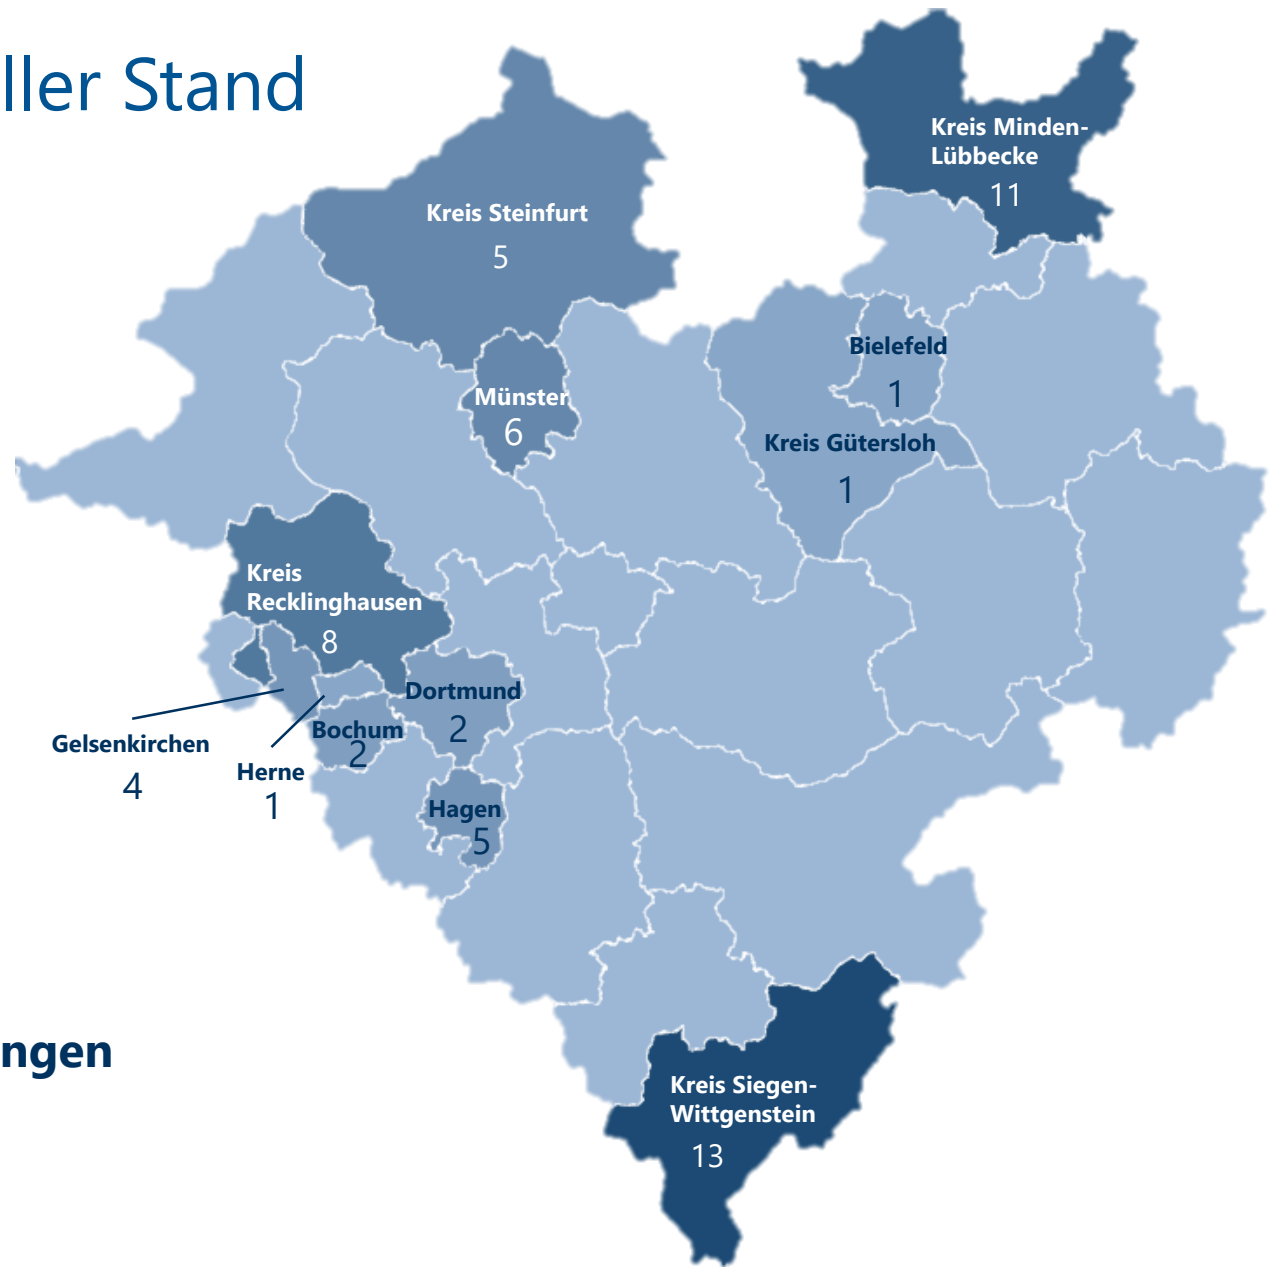 ller Stand
Kreis Minden-
Lübbecke
11
Kreis Steinfurt
5
Bielefeld
1
Münster
6
Kreis Gütersloh
1
Kreis
Recklinghausen
8
Dortmund
2
Bochum
2
Gelsenkirchen
4
Herne
1
Hagen
5
ngen
Kreis Siegen-
Wittgenstein
13